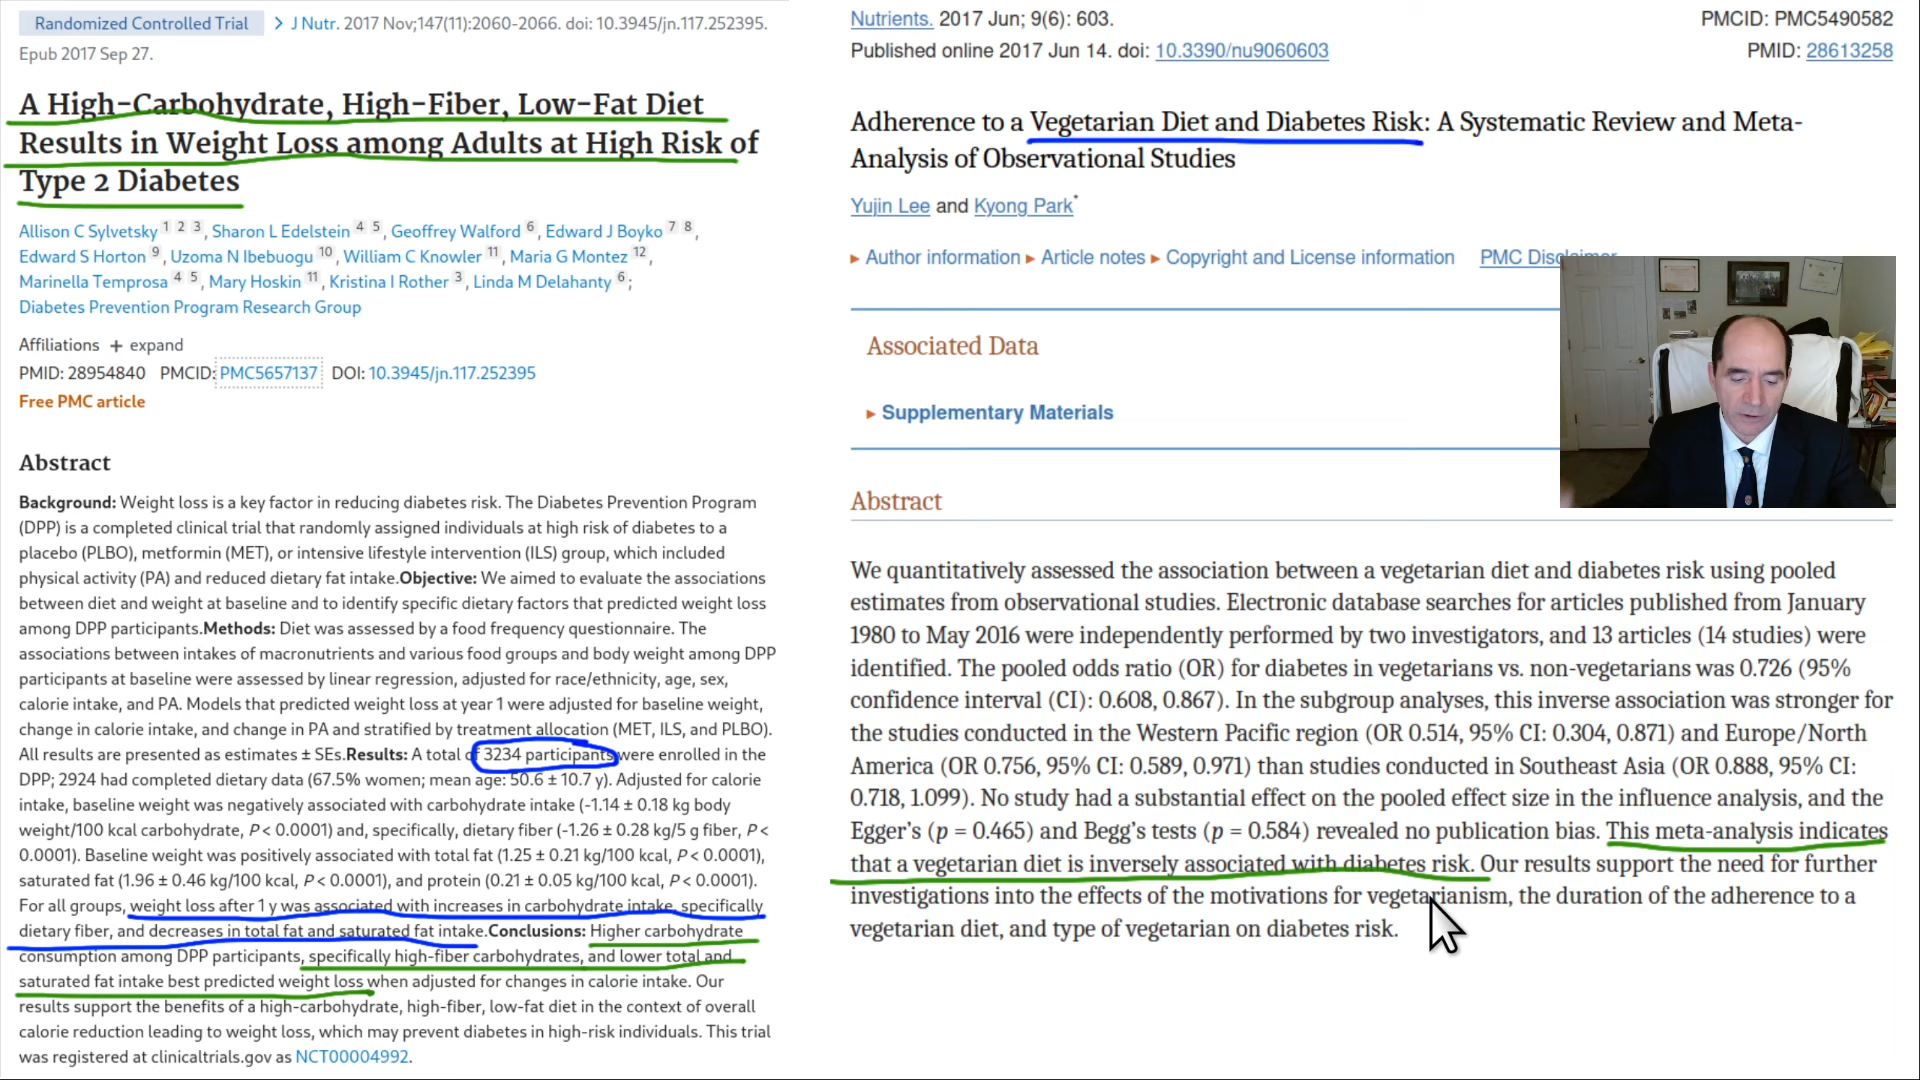 Randomized Controlled Trial > J Nutr. 2017 Nov;147(11):2060-2066. doi: 10.3945/jn.117.252395.
Epub 2017 Sep 27.
A High-Carbohydrate, High-Fiber, Low-Fat Diet
Results in Weight Loss among Adults at High Risk of
Type 2 Diabetes
Allison C Sylvetsky 1 2 3, Sharon L Edelstein 4 5, Geoffrey Walford 6, Edward J Boyko 7 8,
Edward S Horton 9, Uzoma N Ibebuogu 10, William C Knowler 11, Maria G Montez 12,
Marinella Temprosa 4 5, Mary Hoskin 11, Kristina I Rother 3, Linda M Delahanty 6;
Diabetes Prevention Program Research Group
Affiliations + expand
PMID: 28954840 PMCID: PMC5657137 DOI: 10.3945/jn.117.252395
Free PMC article
Abstract
Background: Weight loss is a key factor in reducing diabetes risk. The Diabetes Prevention Program
(DPP) is a completed clinical trial that randomly assigned individuals at high risk of diabetes to a
placebo (PLBO), metformin (MET), or intensive lifestyle intervention (ILS) group, which included
physical activity (PA) and reduced dietary fat intake.Objective: We aimed to evaluate the associations
between diet and weight at baseline and to identify specific dietary factors that predicted weight loss
among DPP participants.Methods: Diet was assessed by a food frequency questionnaire. The
associations between intakes of macronutrients and various food groups and body weight among DPP
participants at baseline were assessed by linear regression, adjusted for race/ethnicity, age, sex,
calorie intake, and PA. Models that predicted weight loss at year 1 were adjusted for baseline weight,
change in calorie intake, and change in PA and stratified by treatment allocation (MET, ILS, and PLBO).
All results are presented as estimates ± SEs.Results: A total of 3234 participants were enrolled in the
DPP; 2924 had completed dietary data (67.5% women; mean age: 50.6 ± 10.7 y). Adjusted for calorie
intake, baseline weight was negatively associated with carbohydrate intake (-1.14 ± 0.18 kg body
weight/100 kcal carbohydrate, P < 0.0001) and, specifically, dietary fiber (-1.26 ± 0.28 kg/5 g fiber, P <
0.0001). Baseline weight was positively associated with total fat (1.25 ± 0.21 kg/100 kcal, P < 0.0001),
saturated fat (1.96 ± 0.46 kg/100 kcal, P < 0.0001), and protein (0.21 ± 0.05 kg/100 kcal, P < 0.0001).
For all groups, weight loss after 1 y was associated with increases in carbohydrate intake, specifically
dietary fiber, and decreases in total fat and saturated fat intake.Conclusions: Higher carbohydrate
consumption among DPP participants, specifically high-fiber carbohydrates, and lower total and
saturated fat intake best predicted weight loss when adjusted for changes in calorie intake. Our
results support the benefits of a high-carbohydrate, high-fiber, low-fat diet in the context of overall
calorie reduction leading to weight loss, which may prevent diabetes in high-risk individuals. This trial
was registered at clinicaltrials.gov as NCT00004992.
Nutrients. 2017 Jun; 9(6): 603. PMCID: PMC5490582
Published online 2017 Jun 14. doi: 10.3390/nu9060603 PMID: 28613258
Adherence to a Vegetarian Diet and Diabetes Risk: A Systematic Review and Meta-
Analysis of Observational Studies
Yujin Lee and Kyong Park*
▸ Author information ▸ Article notes ▸ Copyright and License information PMC Disclaimer
Associated Data
▸ Supplementary Materials
Abstract
We quantitatively assessed the association between a vegetarian diet and diabetes risk using pooled
estimates from observational studies. Electronic database searches for articles published from January
1980 to May 2016 were independently performed by two investigators, and 13 articles (14 studies) were
identified. The pooled odds ratio (OR) for diabetes in vegetarians vs. non-vegetarians was 0.726 (95%
confidence interval (CI): 0.608, 0.867). In the subgroup analyses, this inverse association was stronger for
the studies conducted in the Western Pacific region (OR 0.514, 95% CI: 0.304, 0.871) and Europe/North
America (OR 0.756, 95% CI: 0.589, 0.971) than studies conducted in Southeast Asia (OR 0.888, 95% CI:
0.718, 1.099). No study had a substantial effect on the pooled effect size in the influence analysis, and the
Egger's (p = 0.465) and Begg's tests (p = 0.584) revealed no publication bias. This meta-analysis indicates
that a vegetarian diet is inversely associated with diabetes risk. Our results support the need for further
investigations into the effects of the motivations for vegetarianism, the duration of the adherence to a
vegetarian diet, and type of vegetarian on diabetes risk.